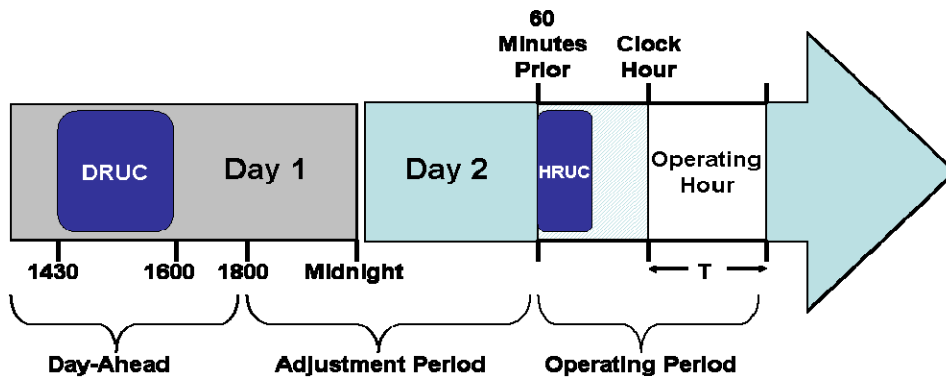 60
Minutes
Prior
Clock
Hour
DRUC
Day 1
Day 2
HRUC
Operating
Hour
1430
1600
1800
Midnight
T
Day-Ahead
Adjustment Period
Operating Period